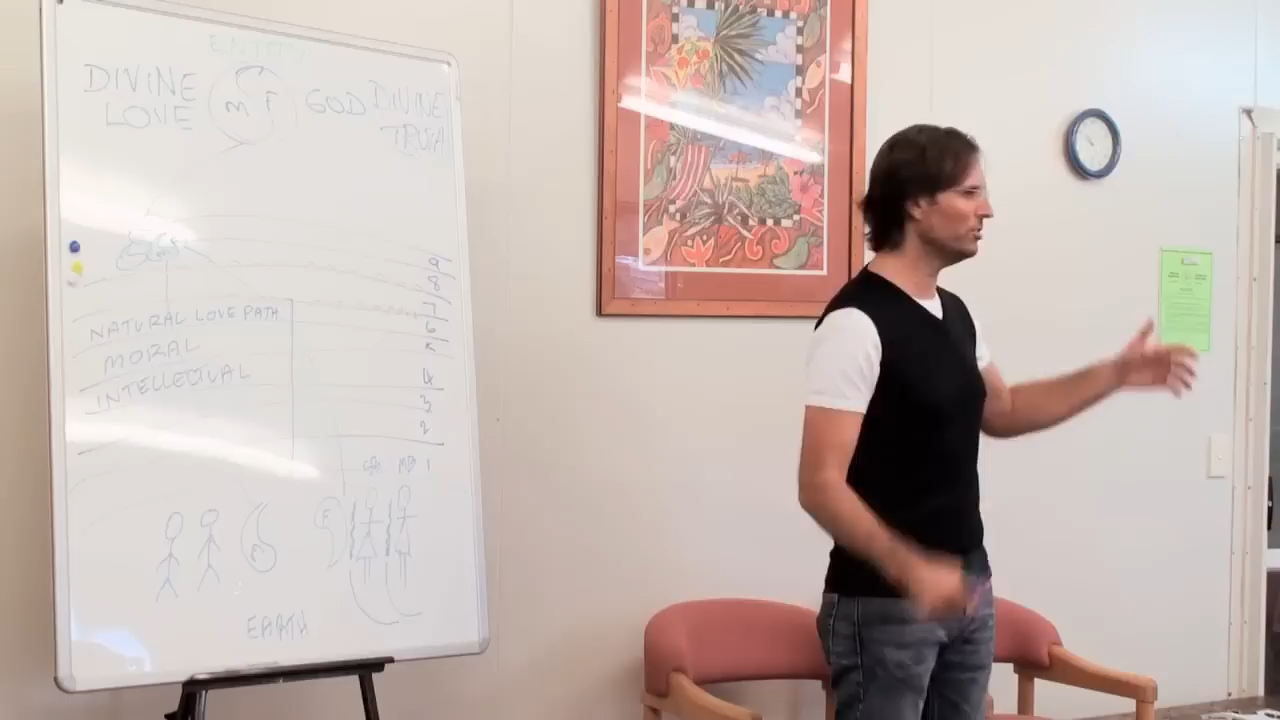 DIVINE
LOVE
M F
GOD
DIVINE
TRUTH
9
8
7
6
5
4
3
2
1
NATURAL LOVE PATH
MORAL
INTELLECTUAL
M
F
EARTH